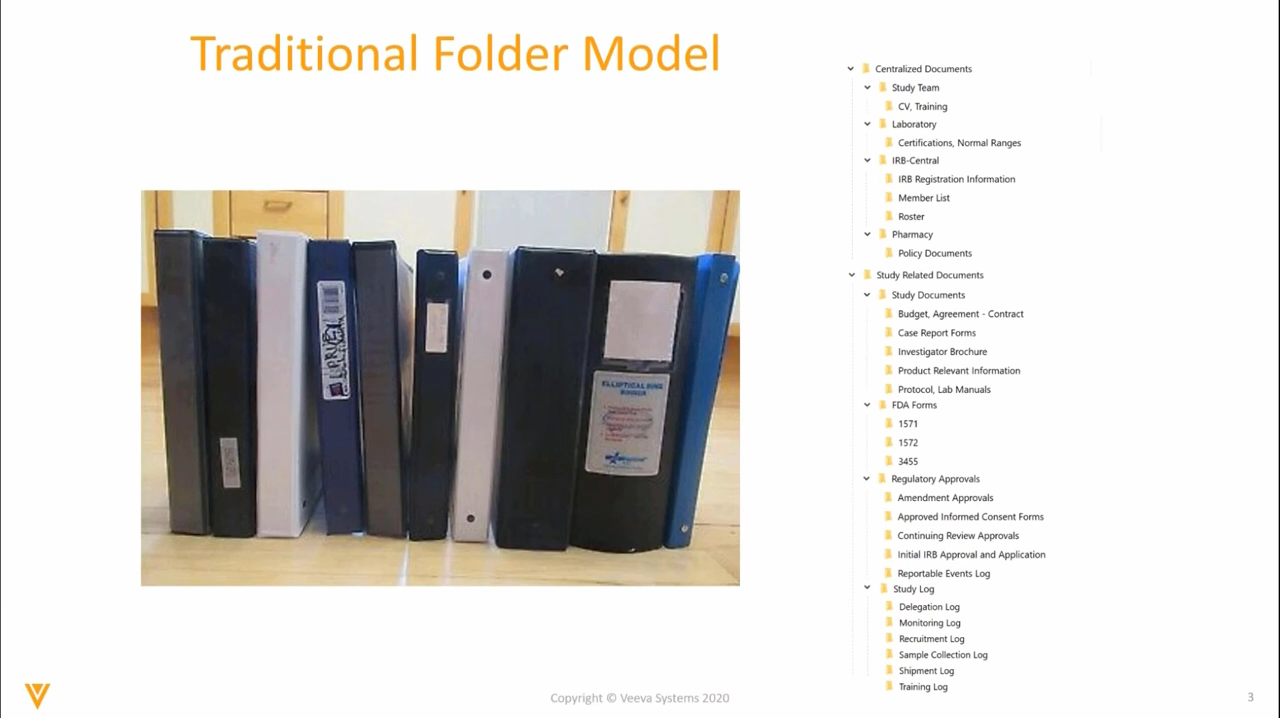 Traditional Folder Model
Centralized Documents
Study Team
CV, Training
Laboratory
Certifications, Normal Ranges
IRB-Central
IRB Registration Information
Member List
Roster
Pharmacy
Policy Documents
Study Related Documents
Study Documents
Budget, Agreement - Contract
Case Report Forms
Investigator Brochure
Product Relevant Information
Protocol, Lab Manuals
FDA Forms
1571
1572
3455
Regulatory Approvals
Amendment Approvals
Approved Informed Consent Forms
Continuing Review Approvals
Initial IRB Approval and Application
Reportable Events Log
Study Log
Delegation Log
Monitoring Log
Recruitment Log
Sample Collection Log
Shipment Log
Training Log
ELLIPTICAL RING
Copyright © Veeva Systems 2020
3